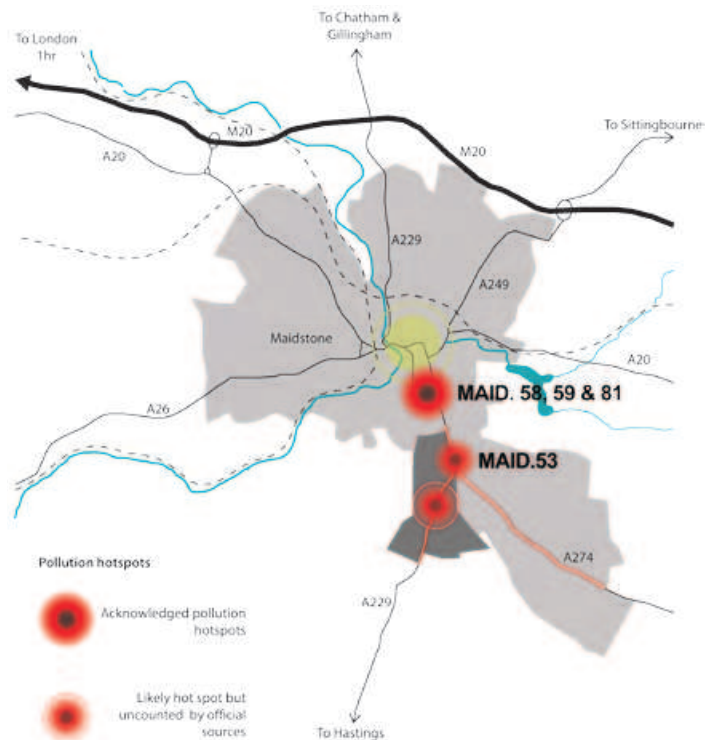 To Chatham &
Gillingham
To London
1hr
To Sittingbourne
M20
M20
A20
A229
A249
Maidstone
A20
MAID. 58, 59 & 81
A26
MAID.53
A274
Pollution hotspots
A229
Acknowledged pollution
hotspots
Likely hot spot but
uncounted by official
sources
To Hastings